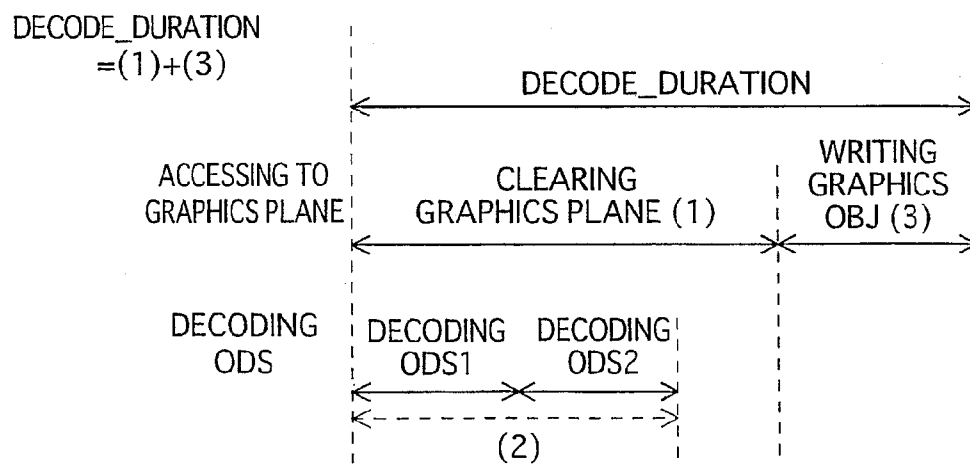 DECODE_DURATION
=(1)+(3)
DECODE_DURATION
ACCESSING TO
GRAPHICS PLANE
CLEARING
GRAPHICS PLANE (1)
WRITING
GRAPHICS
OBJ (3)
DECODING
ODS
DECODING
ODS1
DECODING
ODS2
(2)